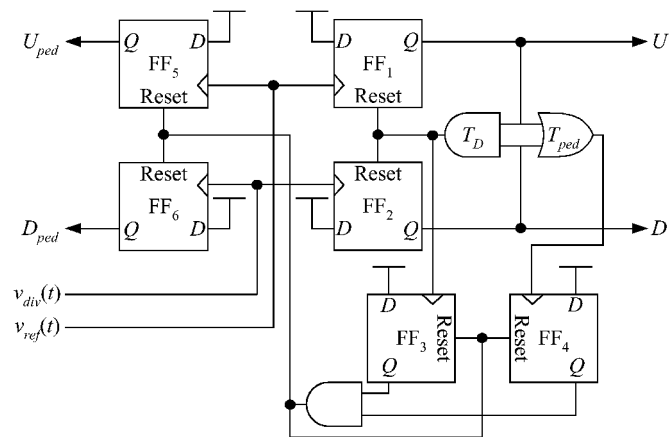 U_ped Q D D Q U
FF_5 FF_1
Reset Reset
T_D T_ped
Reset Reset
FF_6 FF_2
D_ped Q D D Q D
v_div(t)
v_ref(t)
D D
Reset Reset
FF_3 FF_4
Q Q